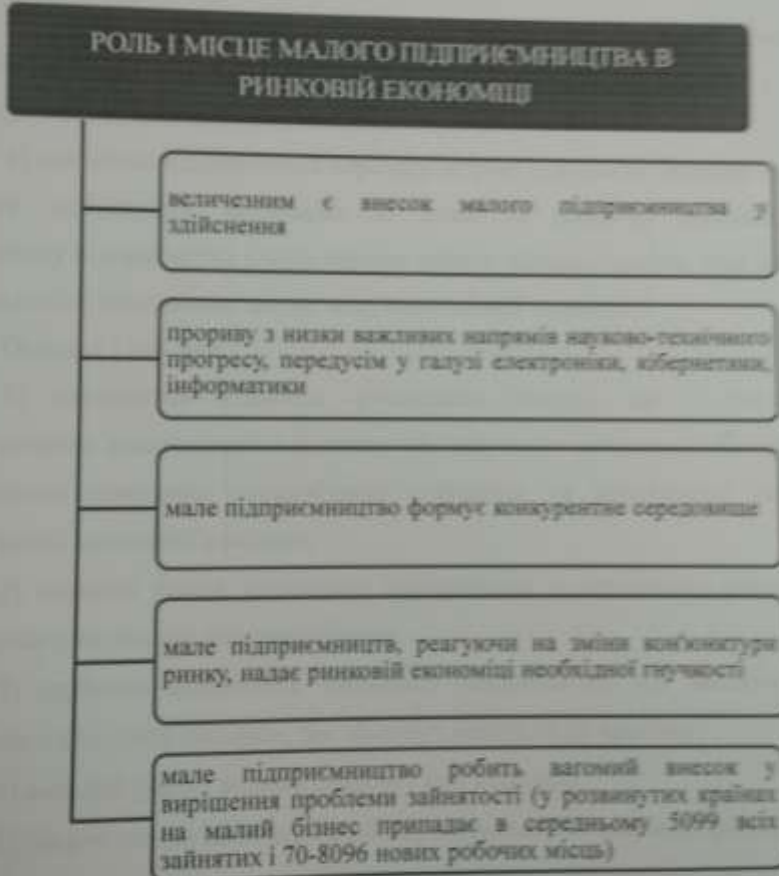 РОЛЬ І МІСЦЕ МАЛОГО ПІДПРИЄМНИЦТВА В
РИНКОВІЙ ЕКОНОМІЦІ
величезним є внесок малого підприємництва у
здійснення
прориву з низки важливих напрямів науково-технічного
прогресу, передусім у галузі електроніки, кібернетики,
інформатики
мале підприємництво формує конкурентне середовище
мале підприємств, реагуючи на зміни кон'юнктури
ринку, надає ринковій економіці необхідної гнучкості
мале підприємництво робить вагомий внесок у
вирішення проблеми зайнятості (у розвинутих країнах
на малий бізнес припадає в середньому 5099 всіх
зайнятих і 70-8096 нових робочих місць)